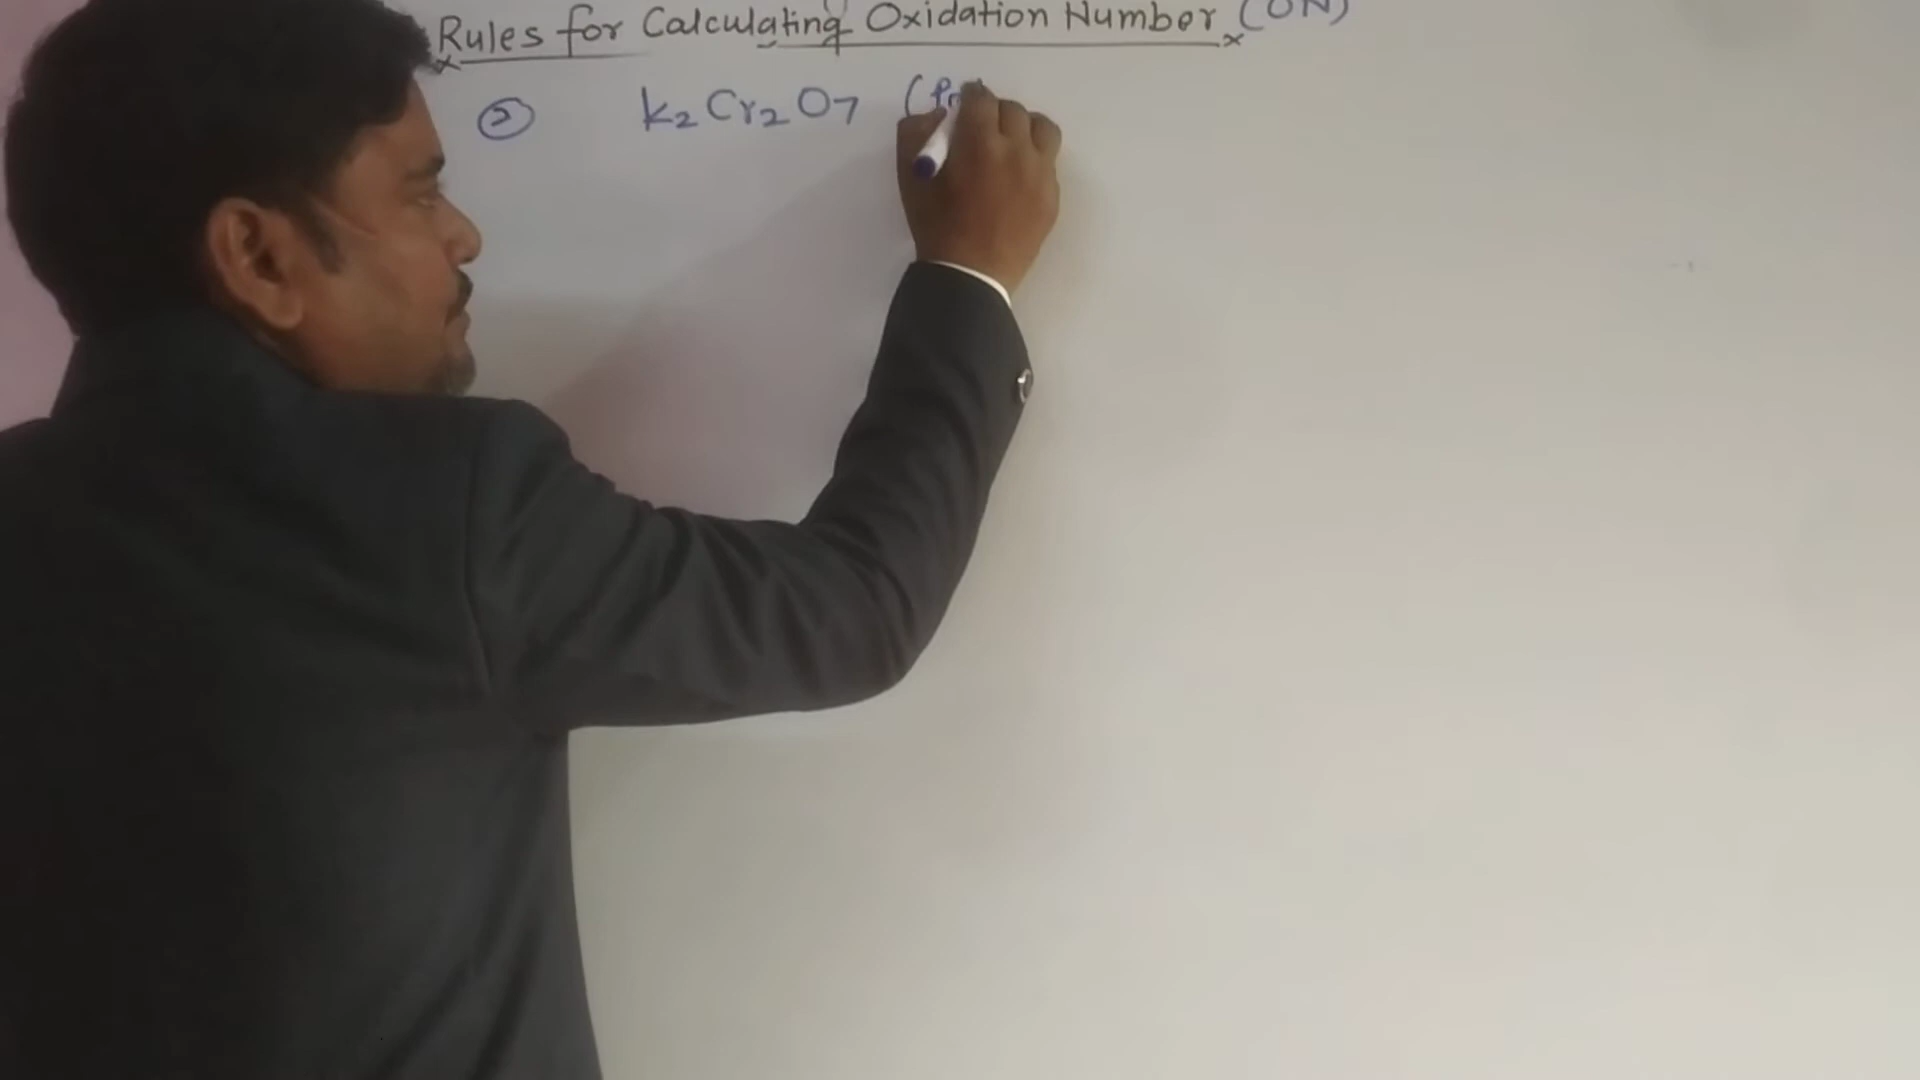 Rules for Calculating Oxidation Number (ON)
② K₂Cr₂O₇ (